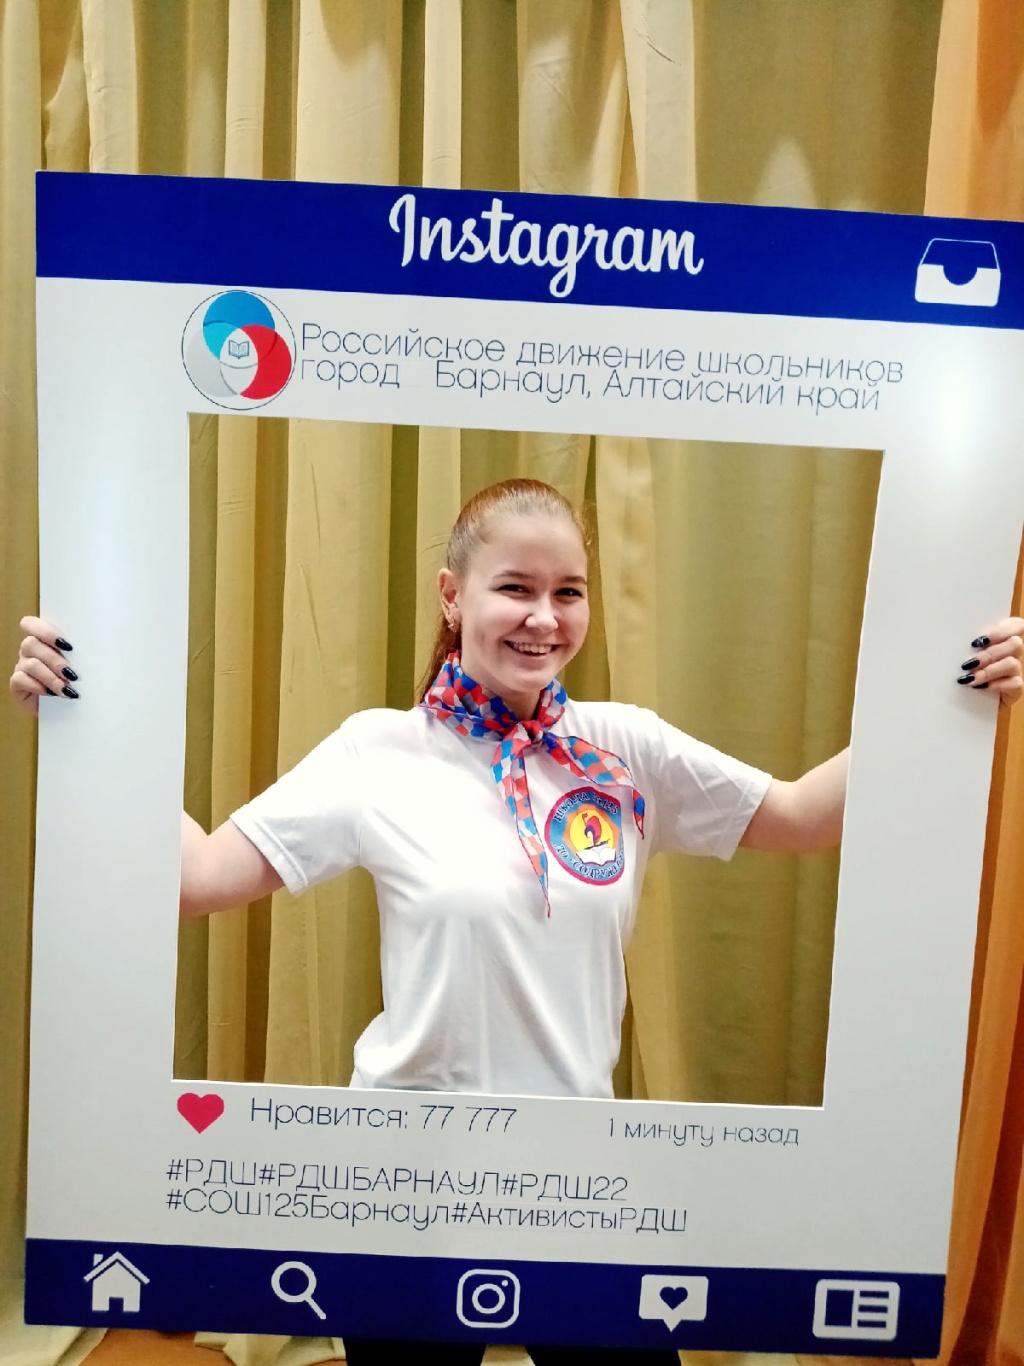 Instagram
Российское движение школьников
город Барнаул, Алтайский край
Нравится: 77 777
1 минуту назад
#РДШ#РДШБАРНАУЛ#РДШ22
#СОШ125Барнаул#АктивистыРДШ